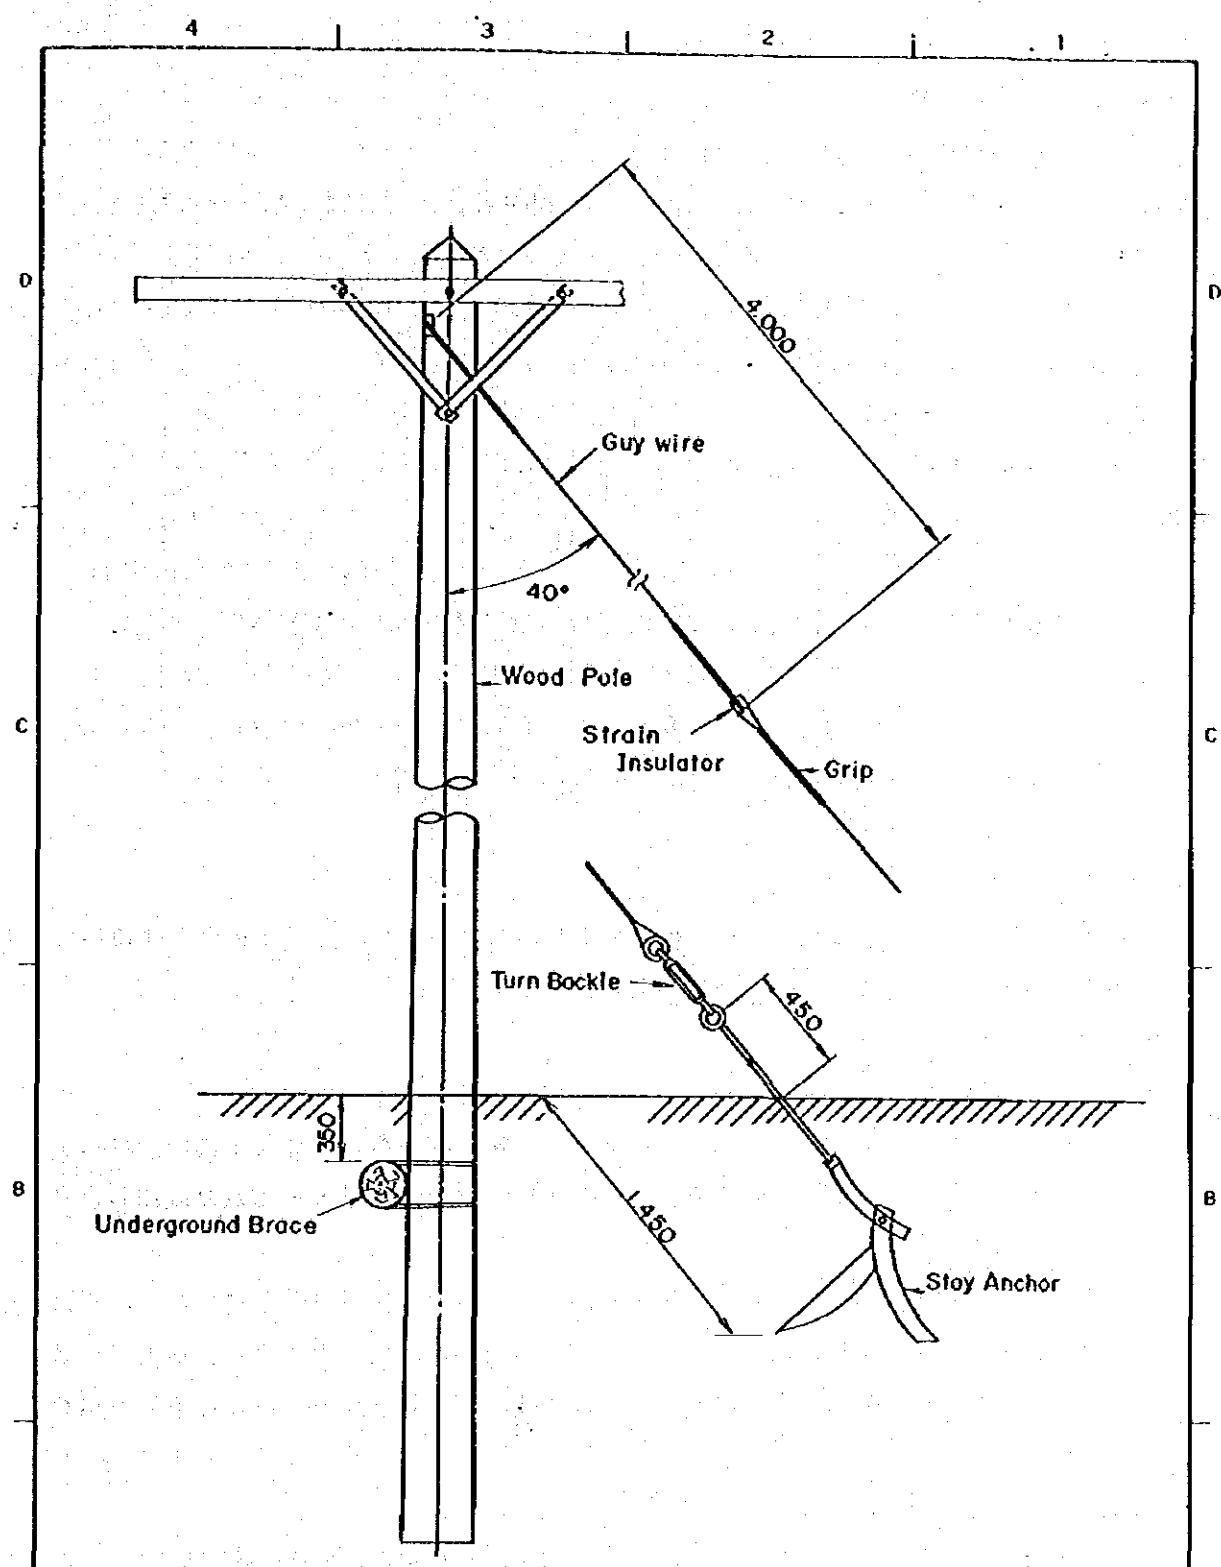 4 3 2 1
D D
4.000
Guy wire
40°
Wood Pole
C C
Strain
Insulator
Grip
Turn Bockle
450
350
B B
Underground Brace
1.450
Stay Anchor